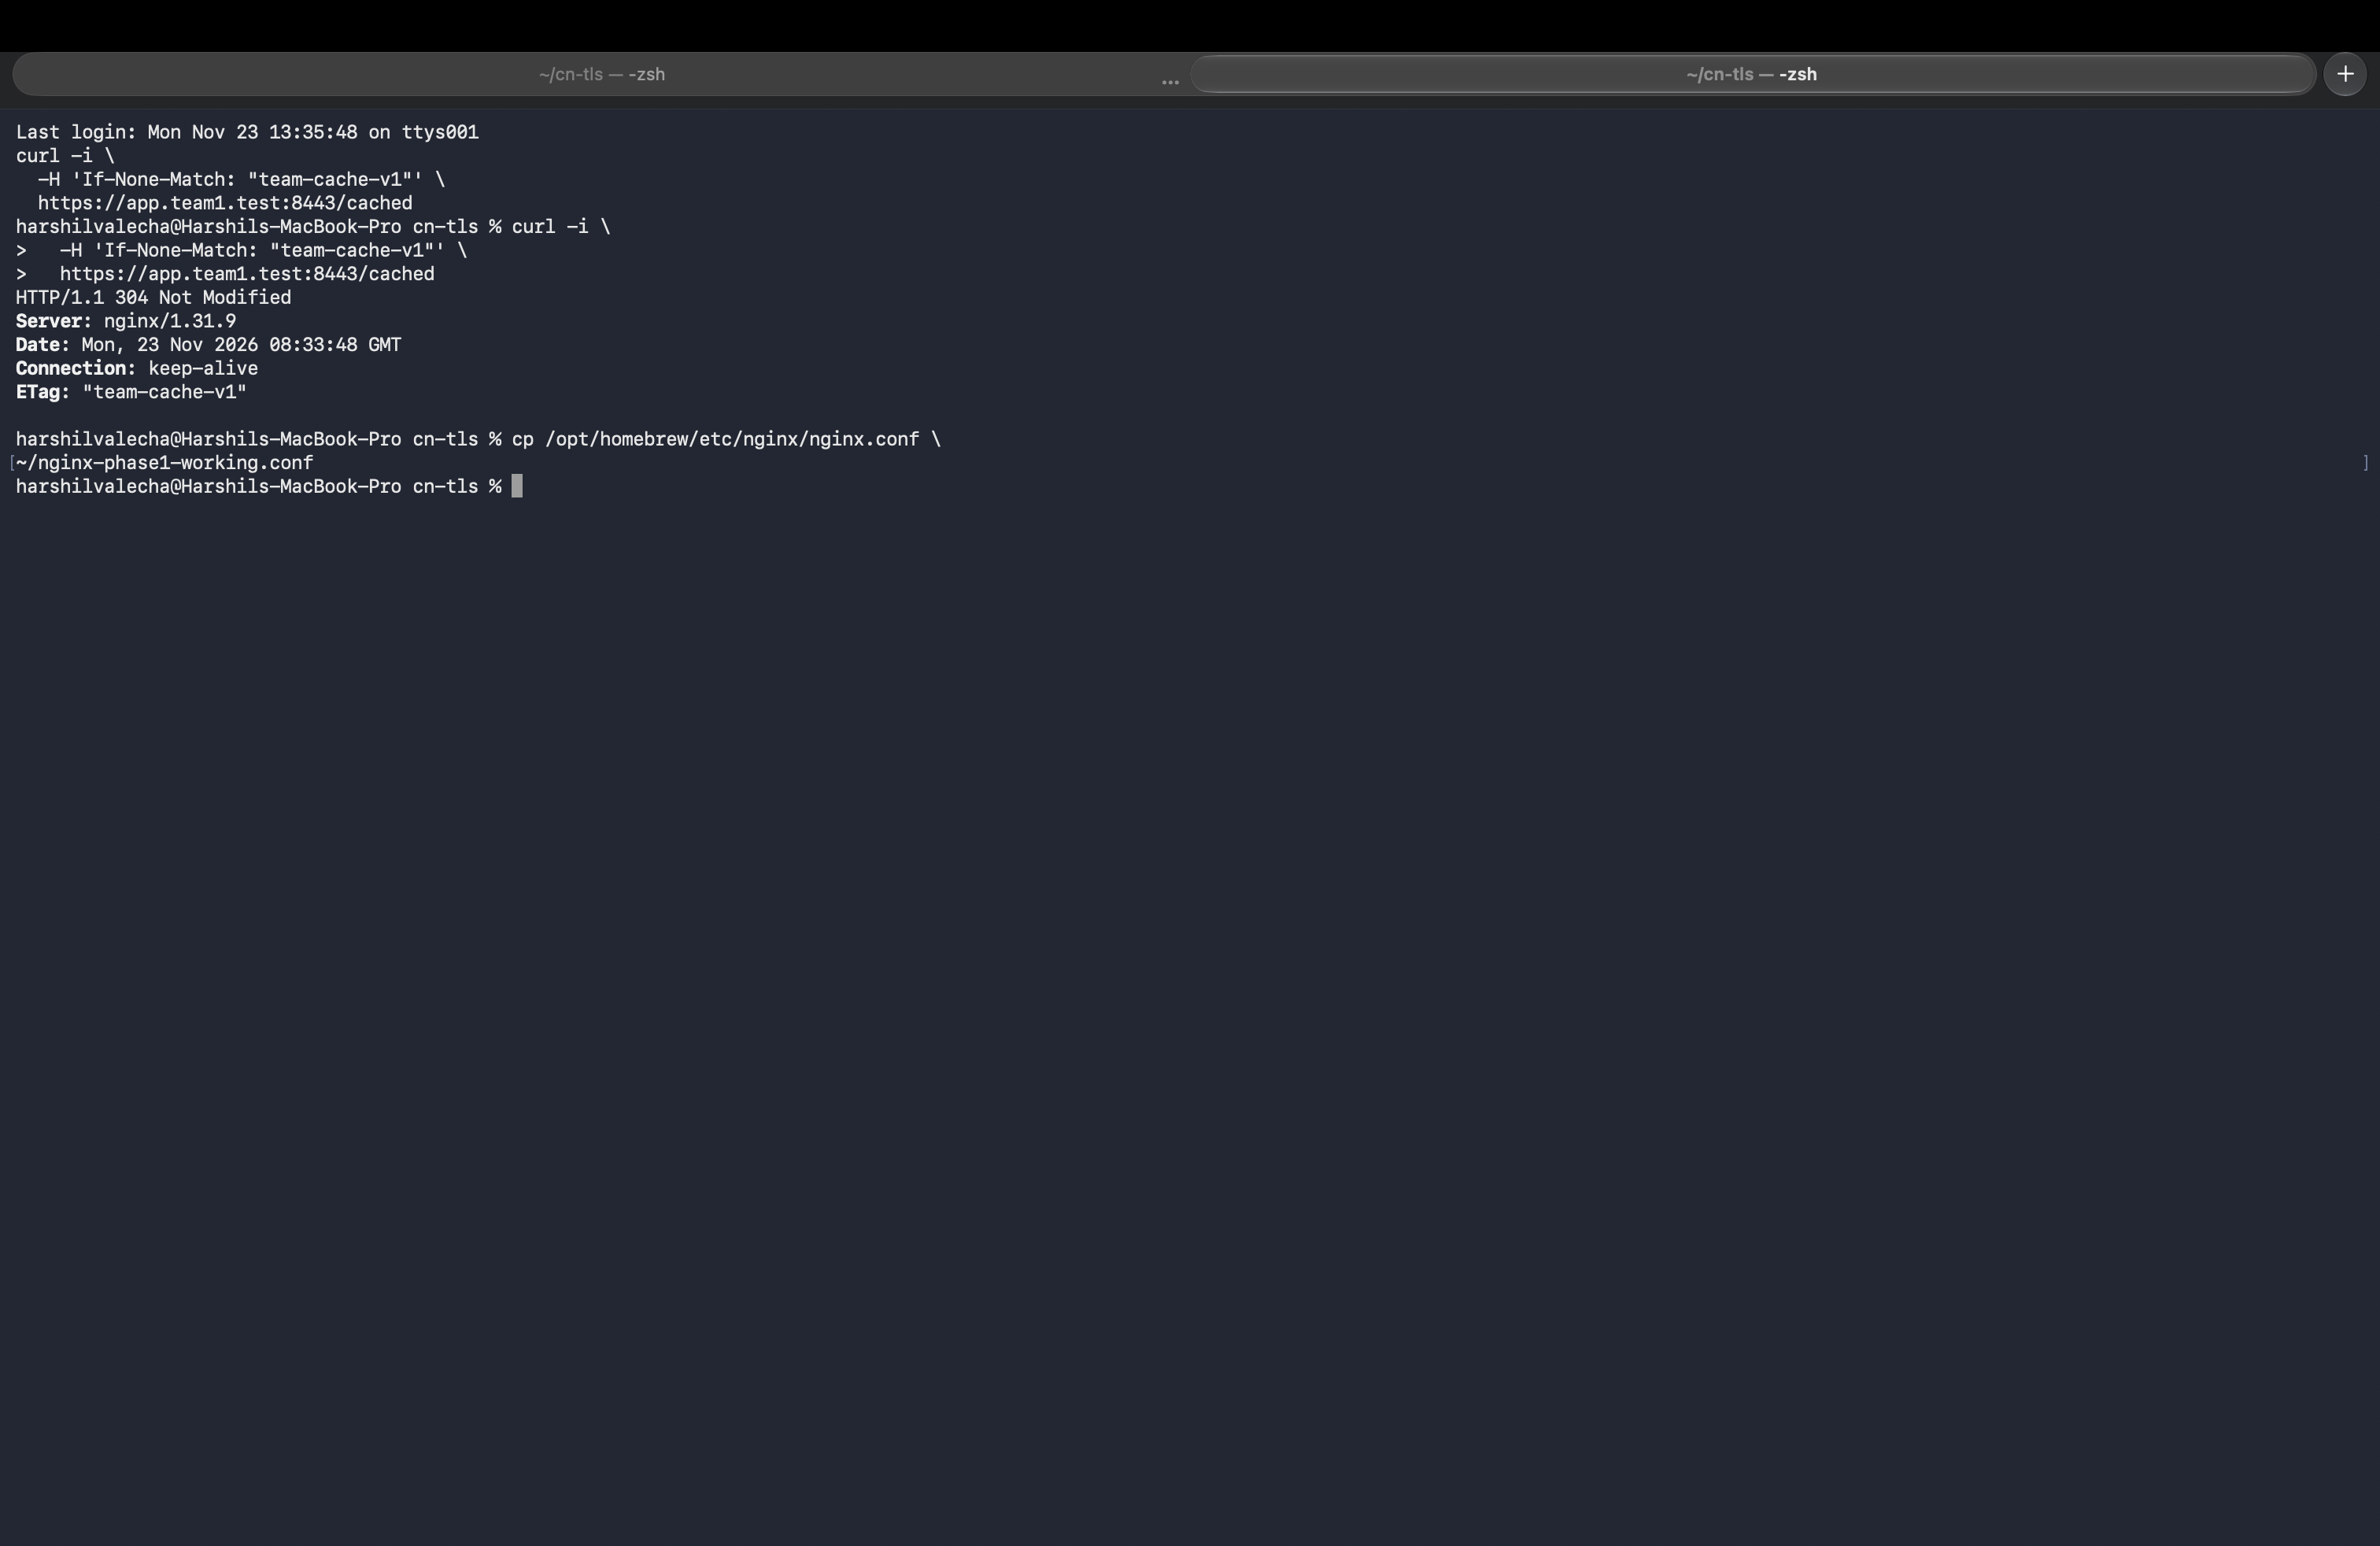 ~/cn-tls — -zsh
...
~/cn-tls — -zsh
+
Last login: Mon Nov 23 13:35:48 on ttys001
curl -i \
  -H 'If-None-Match: "team-cache-v1"' \
  https://app.team1.test:8443/cached
harshilvalecha@Harshils-MacBook-Pro cn-tls % curl -i \
>   -H 'If-None-Match: "team-cache-v1"' \
>   https://app.team1.test:8443/cached
HTTP/1.1 304 Not Modified
Server: nginx/1.31.9
Date: Mon, 23 Nov 2026 08:33:48 GMT
Connection: keep-alive
ETag: "team-cache-v1"

harshilvalecha@Harshils-MacBook-Pro cn-tls % cp /opt/homebrew/etc/nginx/nginx.conf \
[~/nginx-phase1-working.conf ]
harshilvalecha@Harshils-MacBook-Pro cn-tls %